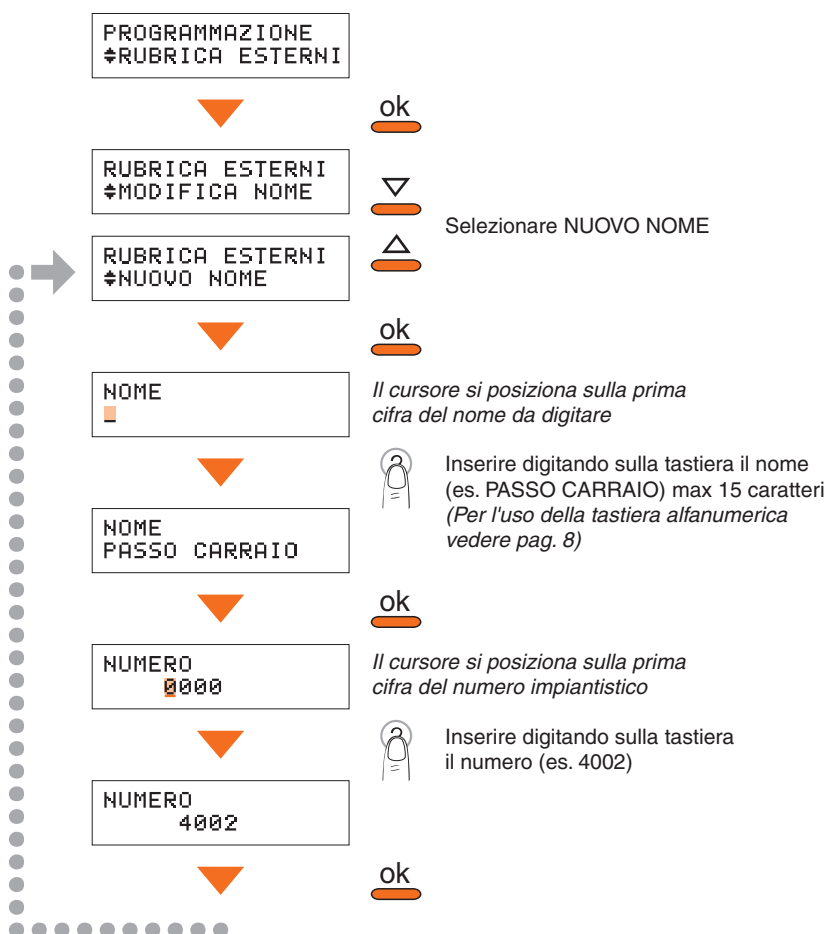 PROGRAMMAZIONE
≑RUBRICA ESTERNI
ok
RUBRICA ESTERNI
≑MODIFICA NOME
Selezionare NUOVO NOME
RUBRICA ESTERNI
≑NUOVO NOME
ok
NOME
_
Il cursore si posiziona sulla prima
cifra del nome da digitare
Inserire digitando sulla tastiera il nome
(es. PASSO CARRAIO) max 15 caratteri
(Per l'uso della tastiera alfanumerica
vedere pag. 8)
NOME
PASSO CARRAIO
ok
NUMERO
0000
Il cursore si posiziona sulla prima
cifra del numero impiantistico
Inserire digitando sulla tastiera
il numero (es. 4002)
NUMERO
4002
ok